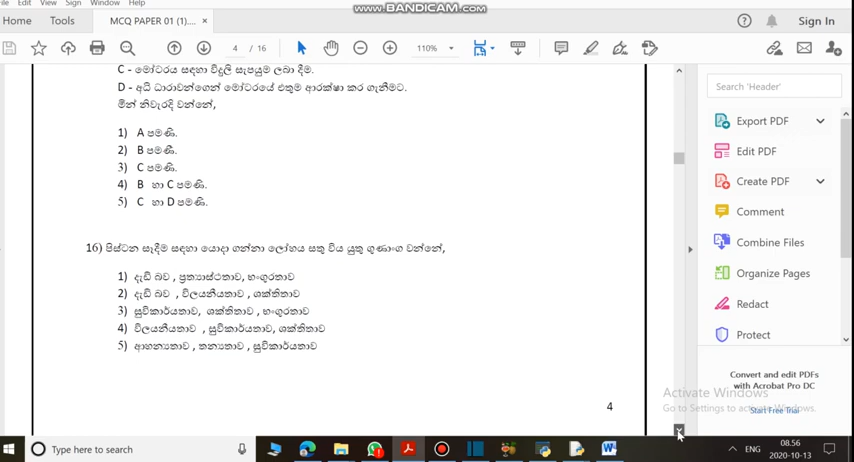 File Edit View Sign Window Help
www.BANDICAM.com
Home Tools MCQ PAPER 01 (1).... × Sign In
4 / 16 110%
C - මෝටරය සඳහා විදුලි සැපයුම ලබා දීම.
D - අධි ධාරාවන්ගෙන් මෝටරයේ එතුම ආරක්ෂා කර ගැනීමට.
මින් නිවැරදි වන්නේ,
1) A පමණි.
2) B පමණී.
3) C පමණි.
4) B හා C පමණි.
5) C හා D පමණි.
16) පිස්ටන සෑදීම සඳහා යොදා ගන්නා ලෝහය සතු විය යුතු ගුණාංග වන්නේ,
1) දැඩි බව , ප්‍රත්‍යාස්ථතාව, භංගුරතාව
2) දැඩි බව , විලයනීයතාව , ශක්තිතාව
3) සුවිකාර්යතාව, ශක්තිතාව , භංගුරතාව
4) විලයනීයතාව , සුවිකාර්යතාව, ශක්තිතාව
5) ආහන්‍යතාව , තන්‍යතාව , සුවිකාර්යතාව
4
Search 'Header'
Export PDF
Edit PDF
Create PDF
Comment
Combine Files
Organize Pages
Redact
Protect
Convert and edit PDFs
with Acrobat Pro DC
Start Free Trial
Activate Windows
Go to Settings to activate Windows.
Type here to search
ENG
08.56
2020-10-13